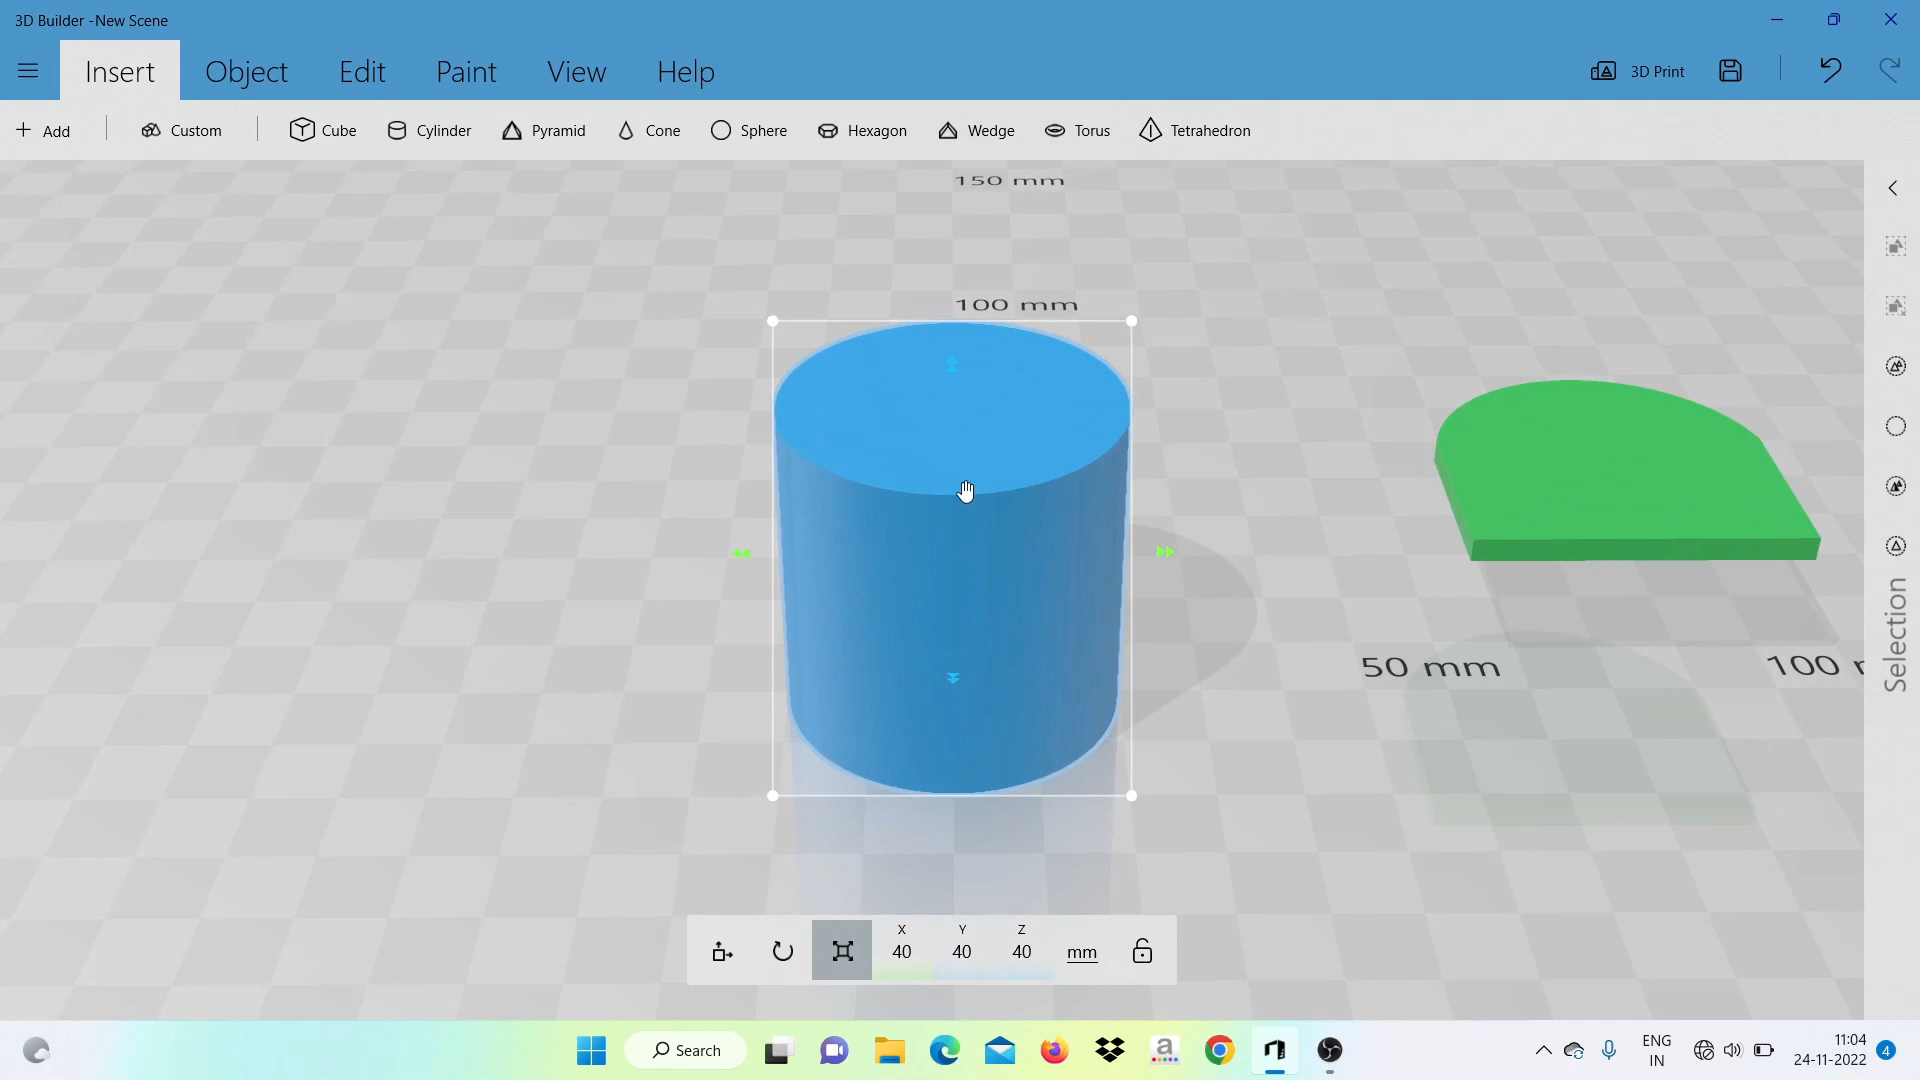 3D Builder -New Scene
Insert Object Edit Paint View Help 3D Print
Add Custom Cube Cylinder Pyramid Cone Sphere Hexagon Wedge Torus Tetrahedron
150 mm
100 mm
50 mm
100
Selection
X Y Z
40 40 40 mm
Search
ENG
IN
11:04
24-11-2022
4